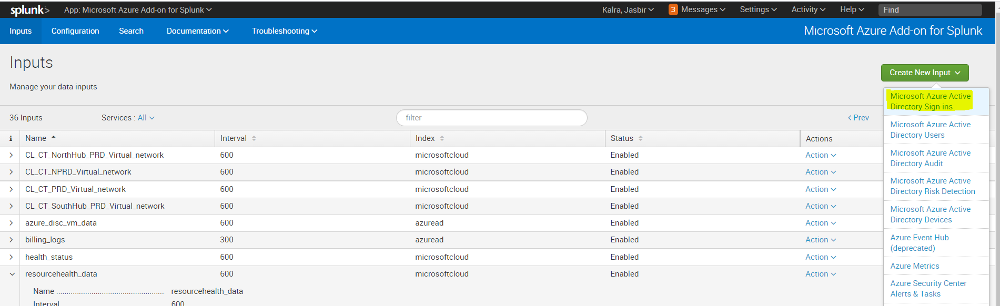 splunk> App: Microsoft Azure Add-on for Splunk Kalra, Jasbir 3 Messages Settings Activity Help Find
Inputs Configuration Search Documentation Troubleshooting Microsoft Azure Add-on for Splunk
Inputs
Manage your data inputs
Create New Input
Microsoft Azure Active
Directory Sign-ins
Microsoft Azure Active
Directory Users
Microsoft Azure Active
Directory Audit
Microsoft Azure Active
Directory Risk Detection
Microsoft Azure Active
Directory Devices
Azure Event Hub
(deprecated)
Azure Metrics
Azure Security Center
Alerts & Tasks
36 Inputs Services : All filter Prev
i Name Interval Index Status Actions
CL_CT_NorthHub_PRD_Virtual_network 600 microsoftcloud Enabled Action
CL_CT_NPRD_Virtual_network 600 microsoftcloud Enabled Action
CL_CT_PRD_Virtual_network 600 microsoftcloud Enabled Action
CL_CT_SouthHub_PRD_Virtual_network 600 microsoftcloud Enabled Action
azure_disc_vm_data 600 azuread Enabled Action
billing_logs 300 azuread Enabled Action
health_status 600 microsoftcloud Enabled Action
resourcehealth_data 600 microsoftcloud Enabled Action
Name resourcehealth_data
Interval 600